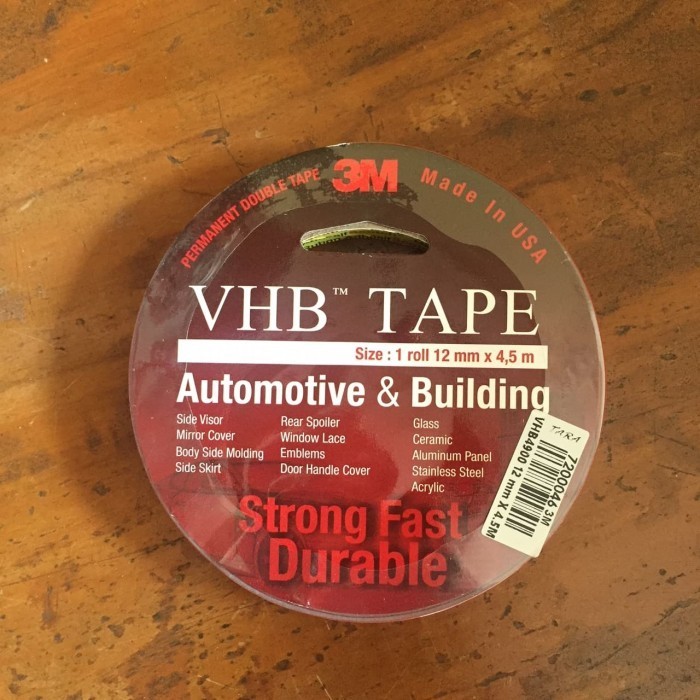 PERMANENT DOUBLE TAPE
3M
Made In USA
VHB™ TAPE
Size : 1 roll 12 mm x 4,5 m
Automotive & Building
Side Visor
Mirror Cover
Body Side Molding
Side Skirt
Rear Spoiler
Window Lace
Emblems
Door Handle Cover
Glass
Ceramic
Aluminum Panel
Stainless Steel
Acrylic
Strong Fast
Durable
TARA
7200046 3M
VHB4900 12 mm X 4.5M